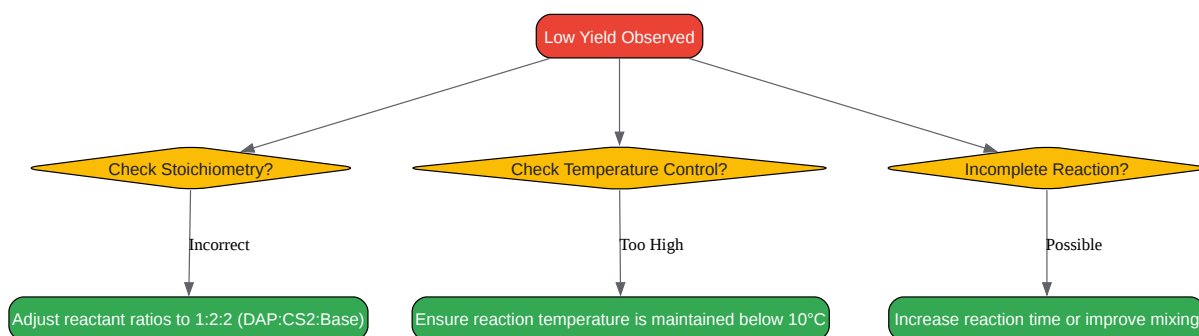 Low Yield Observed
Check Stoichiometry?
Check Temperature Control?
Incomplete Reaction?
Incorrect
Too High
Possible
Adjust reactant ratios to 1:2:2 (DAP:CS2:Base)
Ensure reaction temperature is maintained below 10°C
Increase reaction time or improve mixing